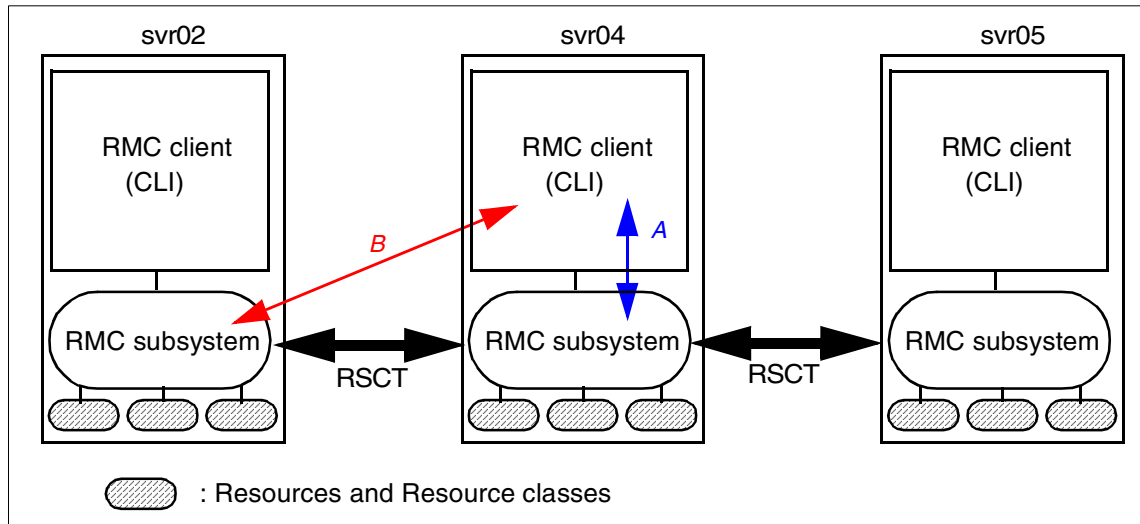 svr02
svr04
svr05
RMC client
(CLI)
RMC client
(CLI)
RMC client
(CLI)
B
A
RMC subsystem
RMC subsystem
RMC subsystem
RSCT
RSCT
: Resources and Resource classes